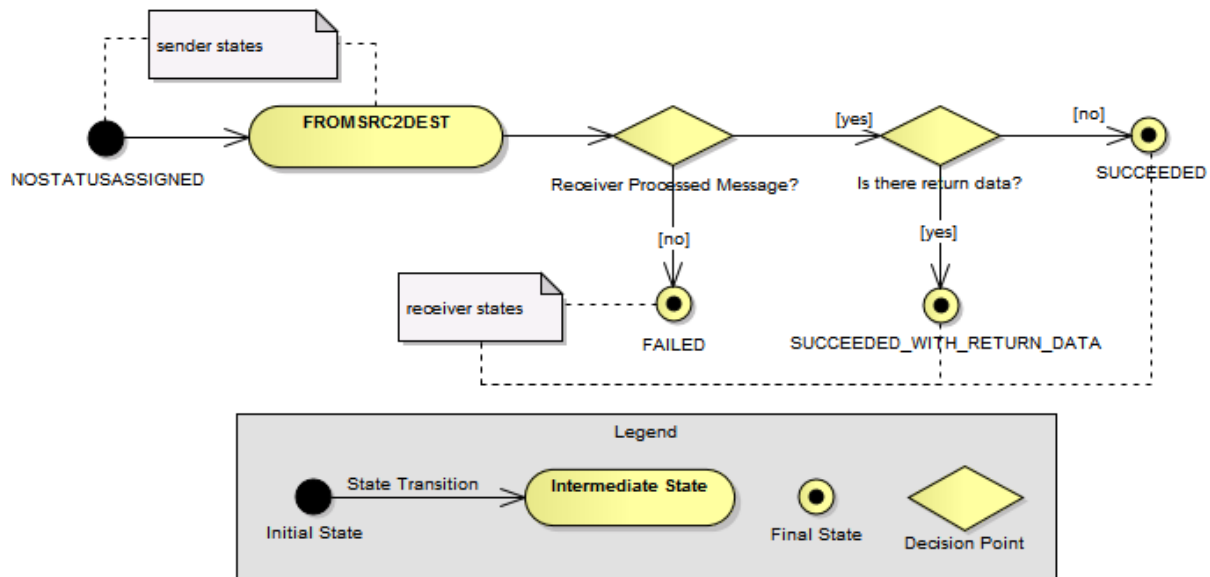 sender states
FROMSRC2DEST
NOSTATUSASSIGNED
[yes]
[no]
Receiver Processed Message?
Is there return data?
SUCCEEDED
[no]
[yes]
receiver states
FAILED
SUCCEEDED_WITH_RETURN_DATA
Legend
State Transition
Intermediate State
Initial State
Final State
Decision Point